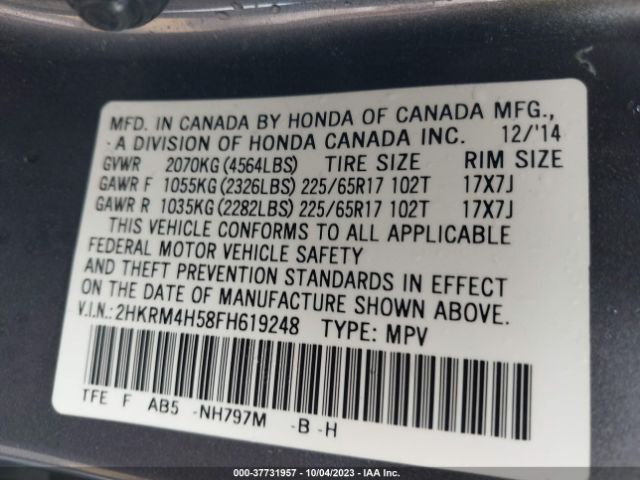 MFD. IN CANADA BY HONDA OF CANADA MFG.,
A DIVISION OF HONDA CANADA INC. 12/'14
GVWR 2070KG (4564LBS) TIRE SIZE RIM SIZE
GAWR F 1055KG (2326LBS) 225/65R17 102T 17X7J
GAWR R 1035KG (2282LBS) 225/65R17 102T 17X7J
THIS VEHICLE CONFORMS TO ALL APPLICABLE
FEDERAL MOTOR VEHICLE SAFETY
AND THEFT PREVENTION STANDARDS IN EFFECT
ON THE DATE OF MANUFACTURE SHOWN ABOVE.
V.I.N.: 2HKRM4H58FH619248 TYPE: MPV
TFE F AB5 -NH797M -B -H
000-37731957 | 10/04/2023 | IAA Inc.